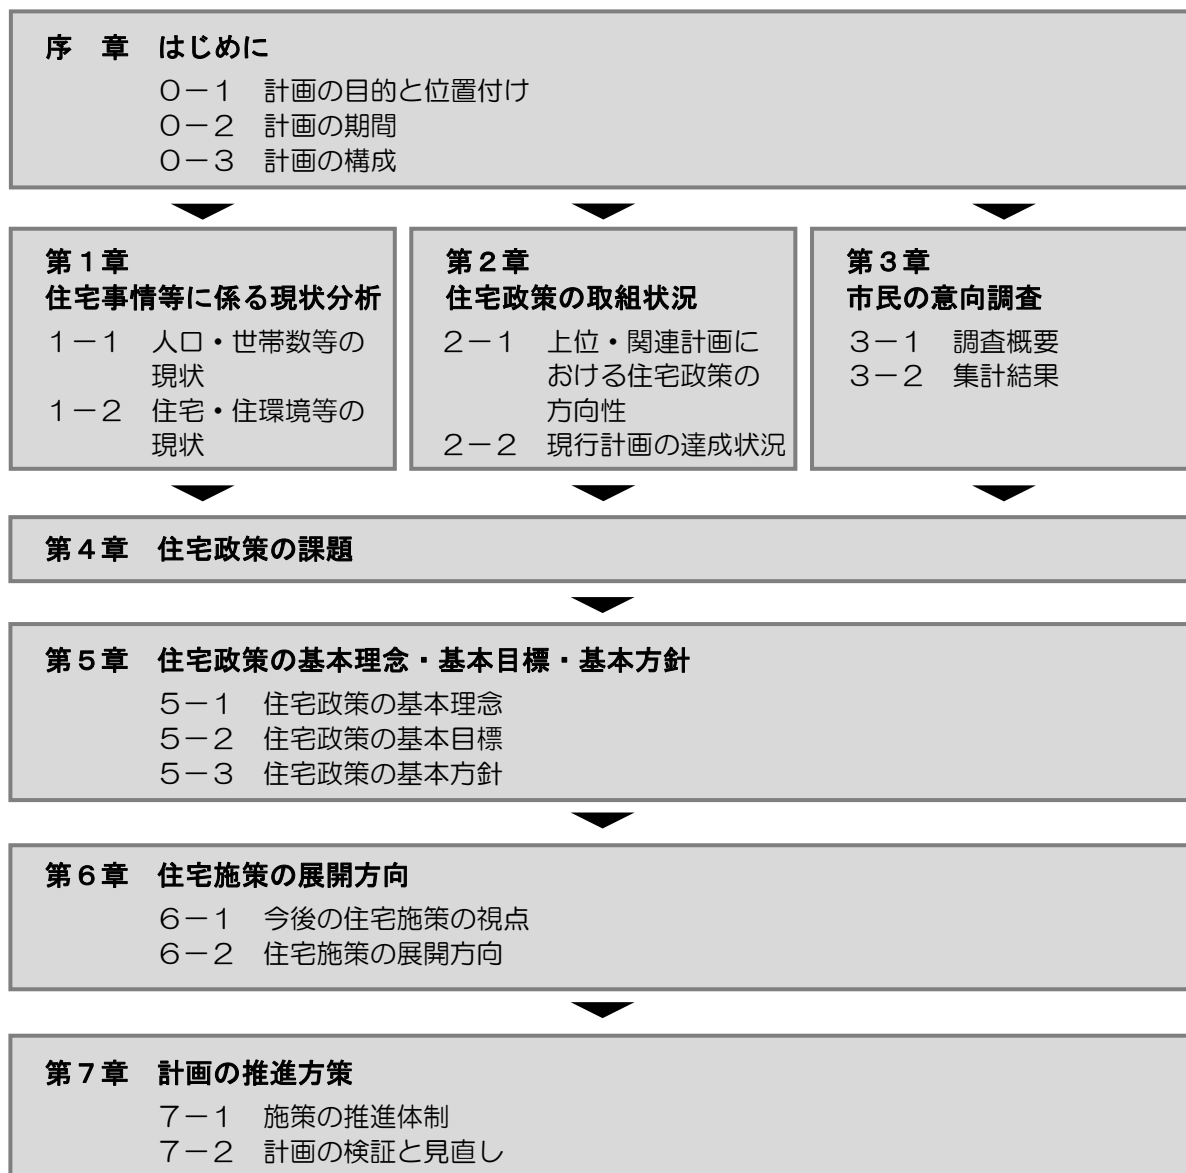 序　章　はじめに
０－１　計画の目的と位置付け
０－２　計画の期間
０－３　計画の構成
第１章
住宅事情等に係る現状分析
１－１　人口・世帯数等の
現状
１－２　住宅・住環境等の
現状
第２章
住宅政策の取組状況
２－１　上位・関連計画に
おける住宅政策の
方向性
２－２　現行計画の達成状況
第３章
市民の意向調査
３－１　調査概要
３－２　集計結果
第４章　住宅政策の課題
第５章　住宅政策の基本理念・基本目標・基本方針
５－１　住宅政策の基本理念
５－２　住宅政策の基本目標
５－３　住宅政策の基本方針
第６章　住宅施策の展開方向
６－１　今後の住宅施策の視点
６－２　住宅施策の展開方向
第７章　計画の推進方策
７－１　施策の推進体制
７－２　計画の検証と見直し